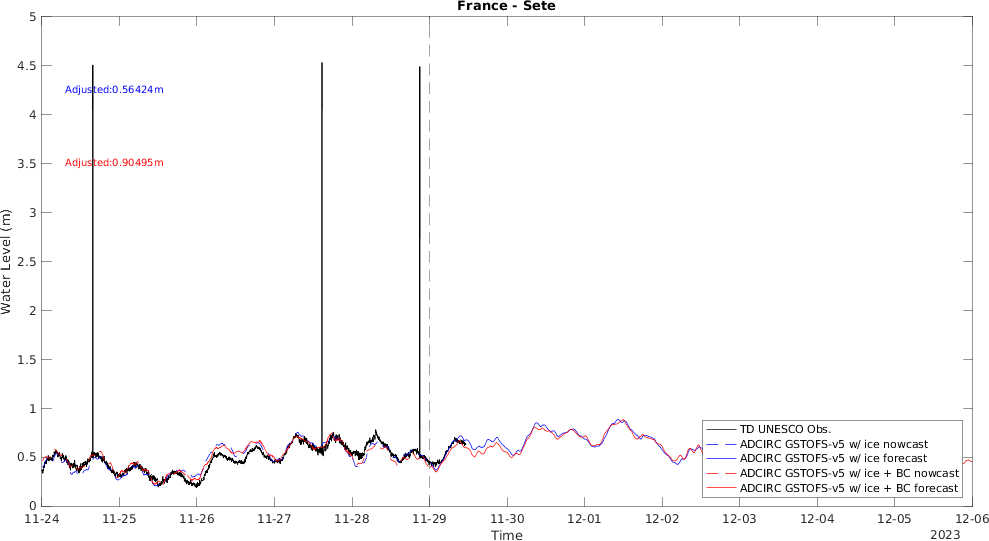 France - Sete
5
4.5
4
3.5
3
2.5
2
1.5
1
0.5
0
Water Level (m)
Adjusted:0.56424m
Adjusted:0.90495m
TD UNESCO Obs.
ADCIRC GSTOFS-v5 w/ ice nowcast
ADCIRC GSTOFS-v5 w/ ice forecast
ADCIRC GSTOFS-v5 w/ ice + BC nowcast
ADCIRC GSTOFS-v5 w/ ice + BC forecast
11-24 11-25 11-26 11-27 11-28 11-29 11-30 12-01 12-02 12-03 12-04 12-05 12-06
Time
2023